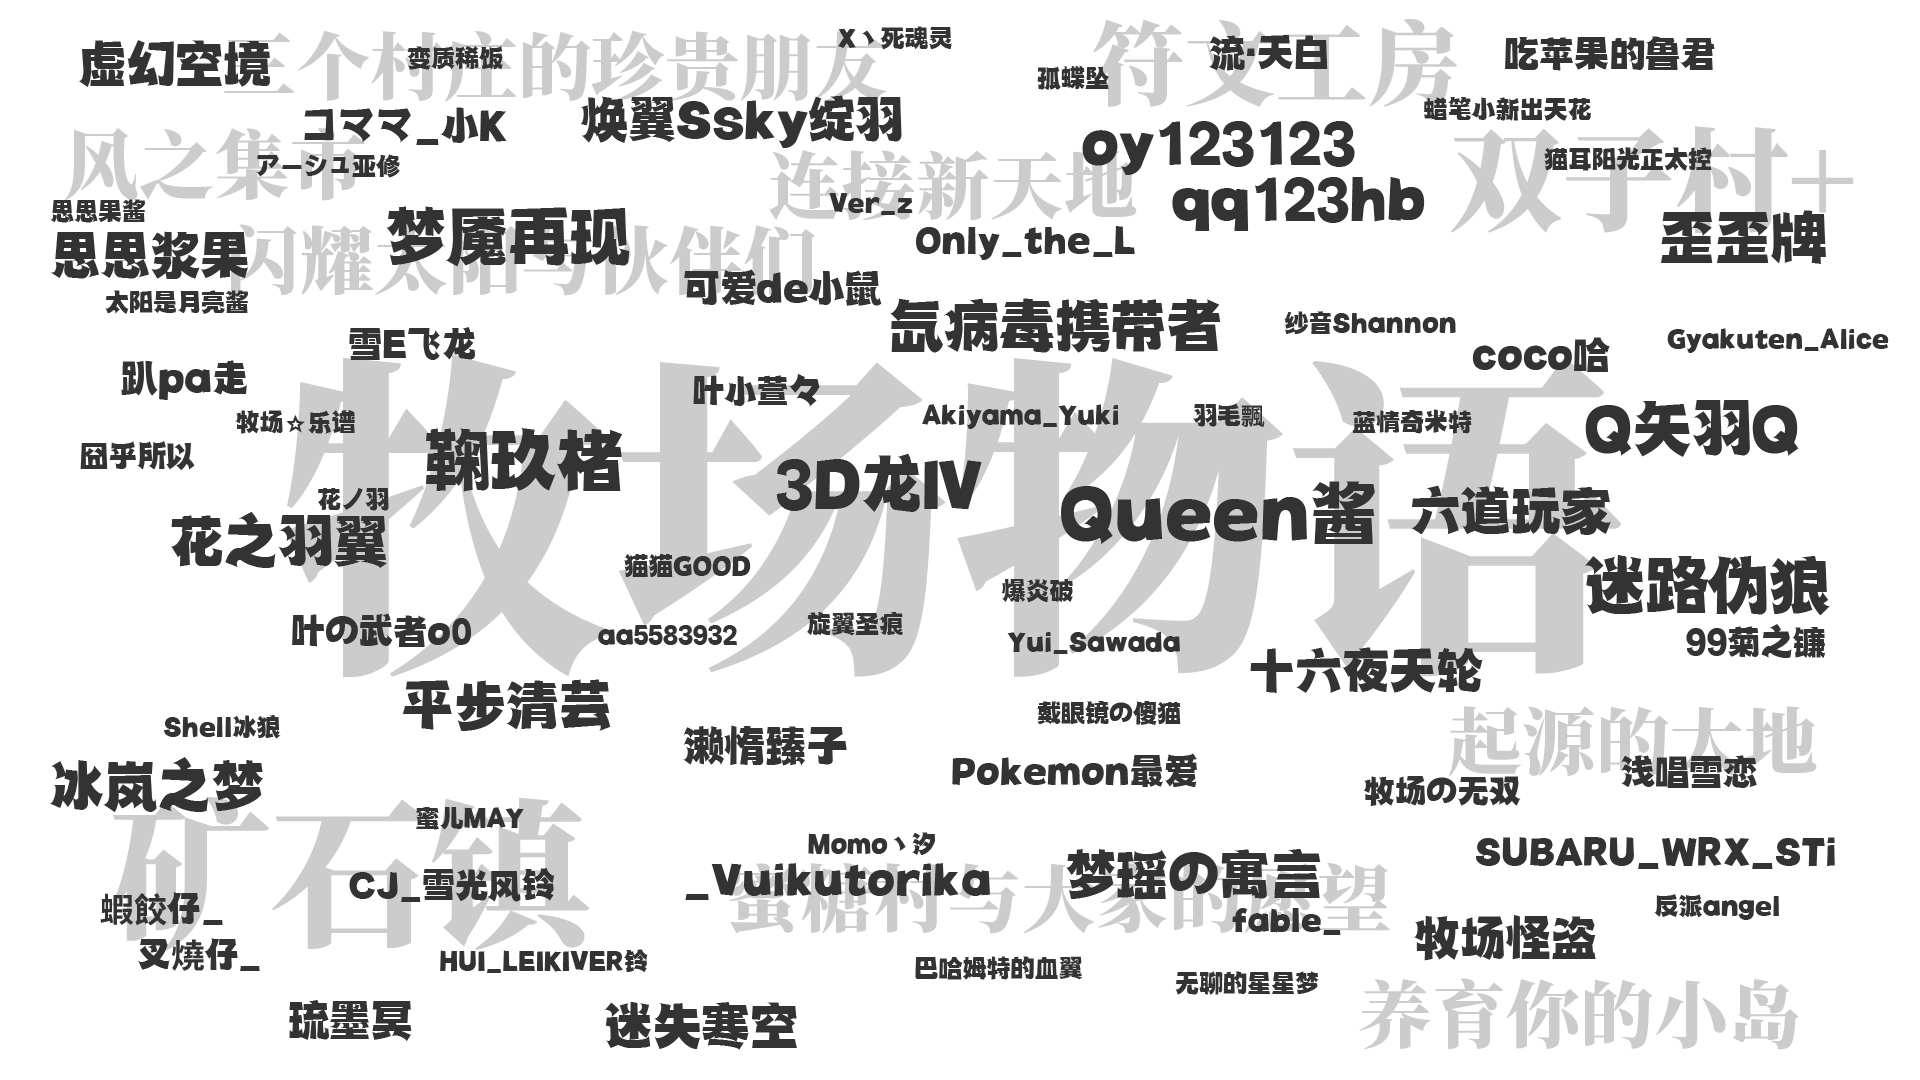 三个村庄的珍贵朋友
符文工房
虚幻空境
变质稀饭
X丶死魂灵
流·天白
吃苹果的鲁君
孤蝶坠
コママ_小K
焕翼Ssky绽羽
蜡笔小新出天花
oy123123
风之集市
连接新天地
双子村+
アーシュ亚修
猫耳阳光正太控
思思果酱
Ver_z
qq123hb
思思浆果
梦魇再现
Only_the_L
歪歪牌
闪耀太阳与伙伴们
太阳是月亮酱
可爱de小鼠
氙病毒携带者
纱音Shannon
Gyakuten_Alice
雪E飞龙
coco哈
趴pa走
叶小萱々
牧场☆乐谱
Akiyama_Yuki
羽毛飄
蓝情奇米特
Q矢羽Q
囧乎所以
鞠玖楮
牧场物语
3D龙IV
花ノ羽
Queen酱
六道玩家
花之羽翼
猫猫GOOD
爆炎破
迷路伪狼
叶の武者o0
aa5583932
旋翼圣痕
Yui_Sawada
99菊之镰
十六夜天轮
平步清芸
Shell冰狼
戴眼镜の傻猫
濑惰臻子
起源的大地
冰岚之梦
Pokemon最爱
牧场の无双
浅唱雪恋
蜜儿MAY
矿石镇
Momo丶汐
SUBARU_WRX_STi
CJ_雪光风铃
_Vuikutorika
梦瑶の寓言
蜜糖村与大家的愿望
蝦餃仔_
fable_
反派angel
叉燒仔_
HUI_LEIKIVER铃
牧场怪盗
巴哈姆特的血翼
无聊的星星梦
琉墨冥
迷失寒空
养育你的小岛